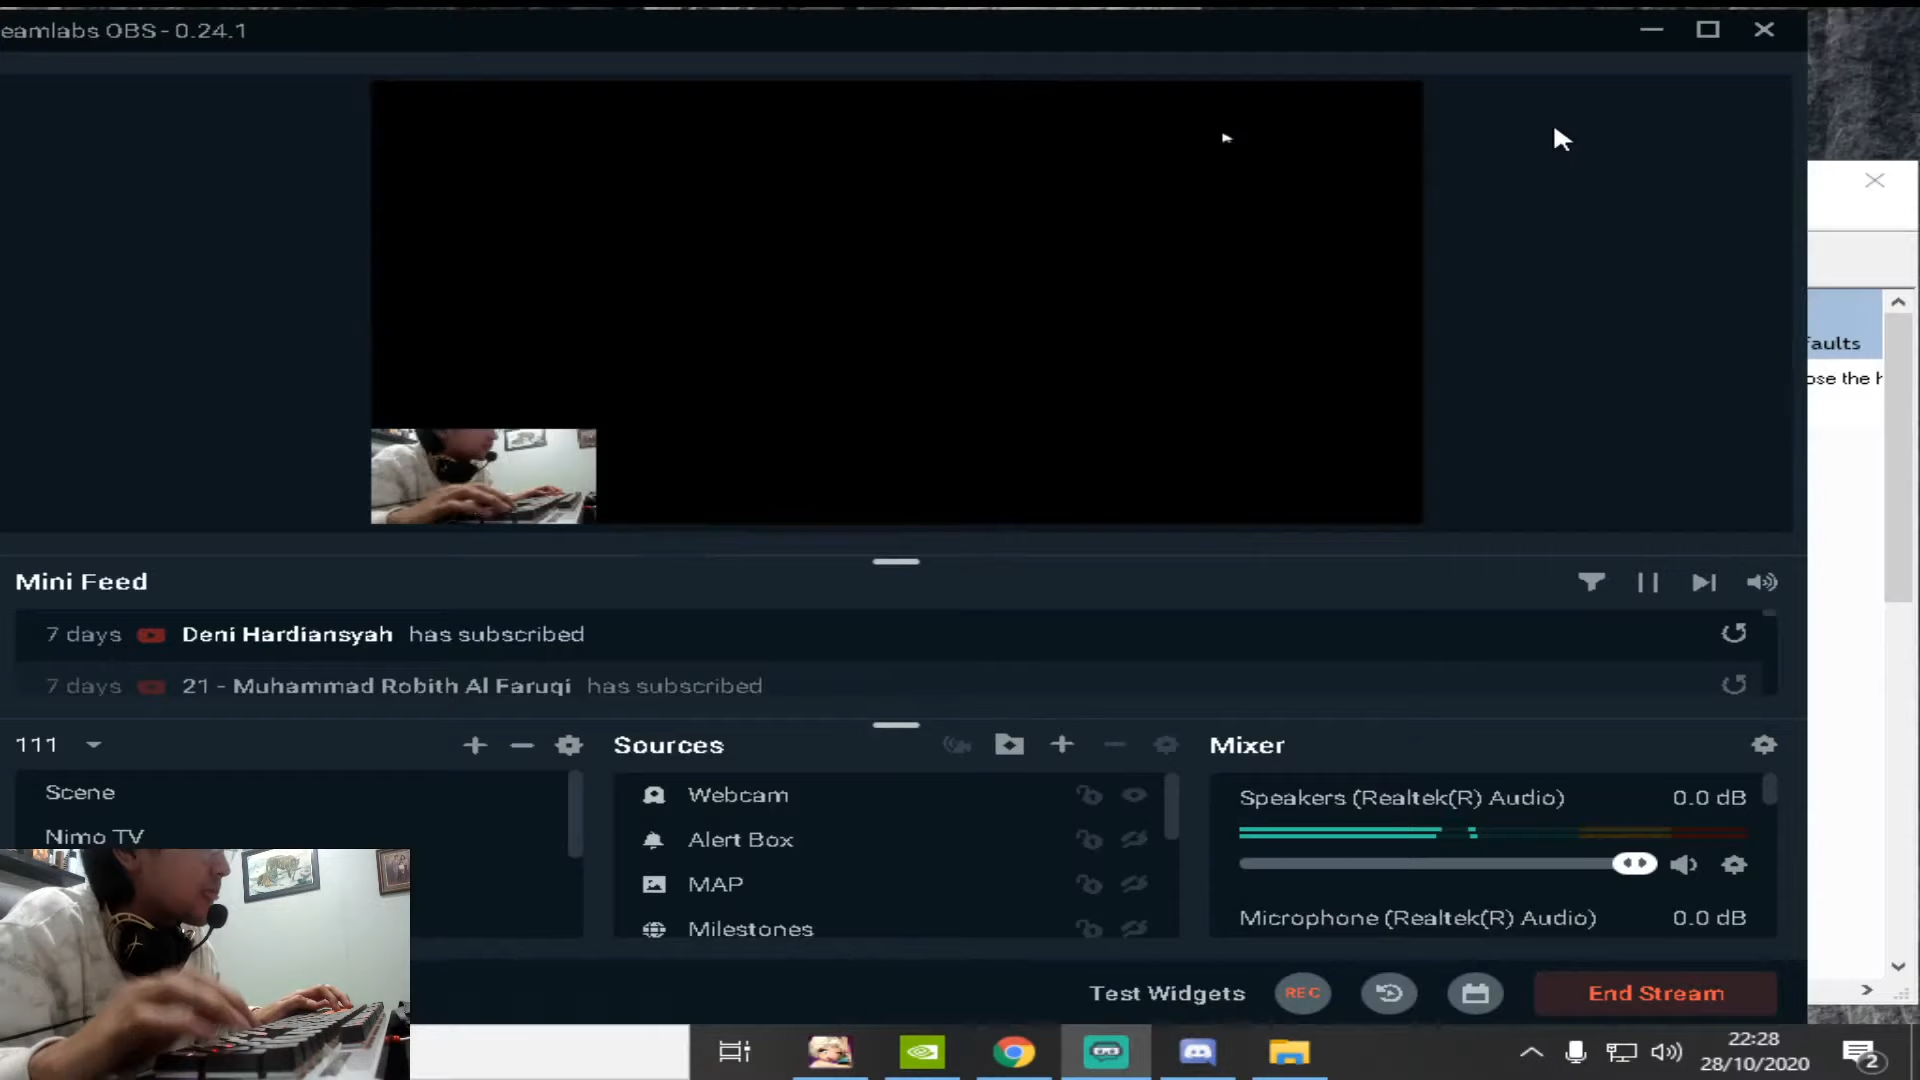 eamlabs OBS - 0.24.1
faults
ose the h
Mini Feed
7 days Deni Hardiansyah has subscribed
7 days 21 - Muhammad Robith Al Faruqi has subscribed
111
Scene
Nimo TV
Sources
Webcam
Alert Box
MAP
Milestones
Mixer
Speakers (Realtek(R) Audio) 0.0 dB
Microphone (Realtek(R) Audio) 0.0 dB
Test Widgets
REC
End Stream
22:28
28/10/2020
2